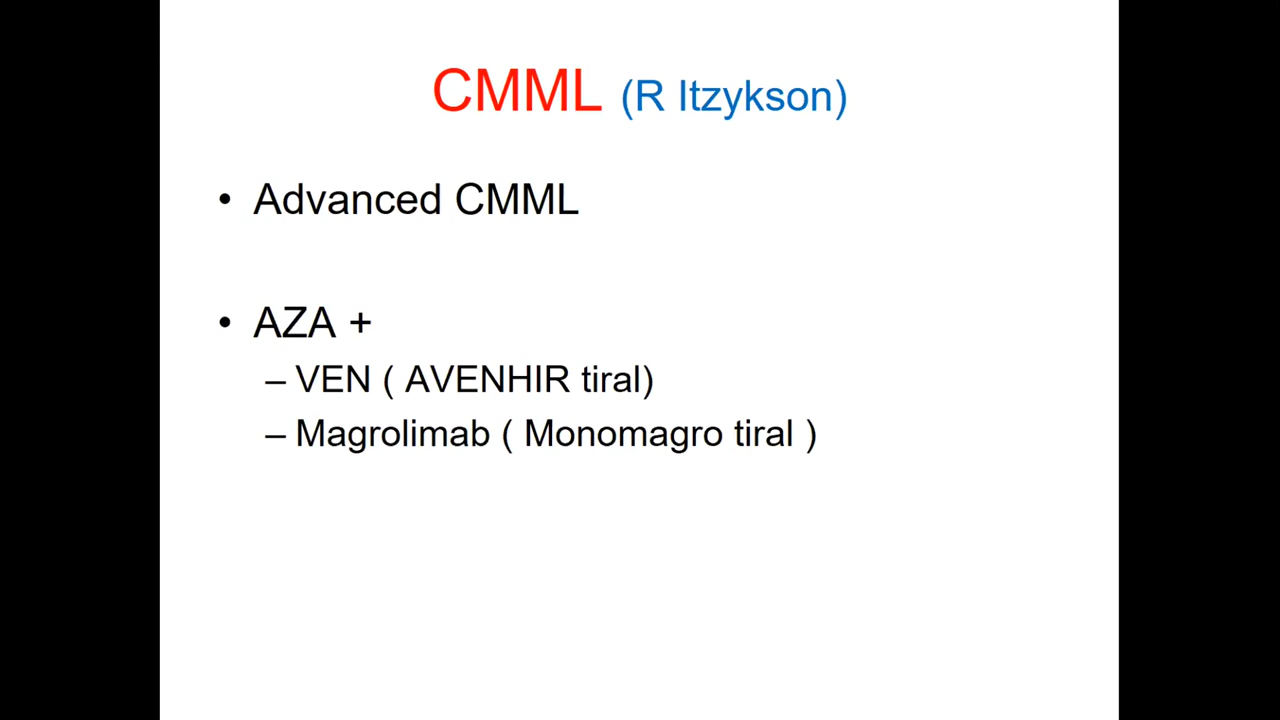 CMML (R Itzykson)
• Advanced CMML
• AZA +
– VEN ( AVENHIR tiral)
– Magrolimab ( Monomagro tiral )